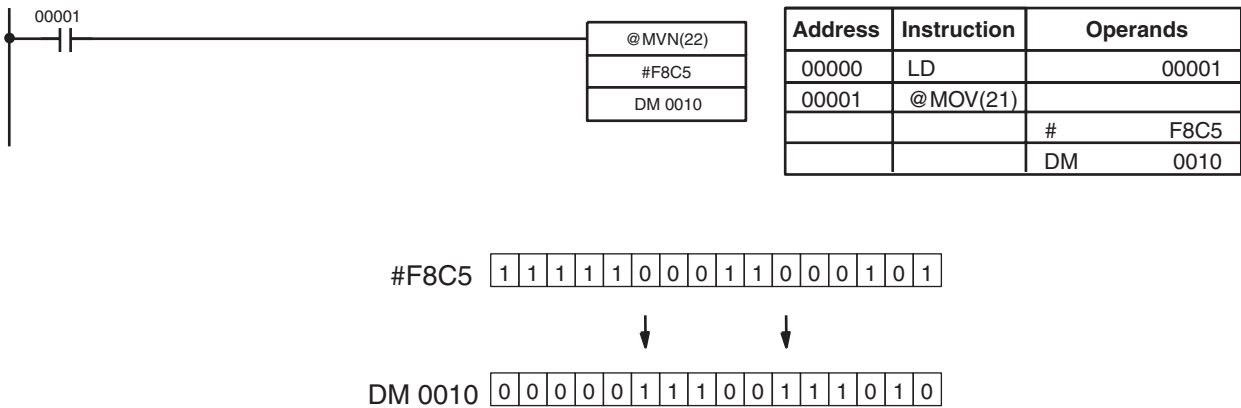 00001
@MVN(22)
#F8C5
DM 0010
Address Instruction Operands
00000 LD 00001
00001 @MOV(21)
# F8C5
DM 0010
#F8C5 1 1 1 1 1 0 0 0 1 1 0 0 0 1 0 1
DM 0010 0 0 0 0 0 1 1 1 0 0 1 1 1 0 1 0